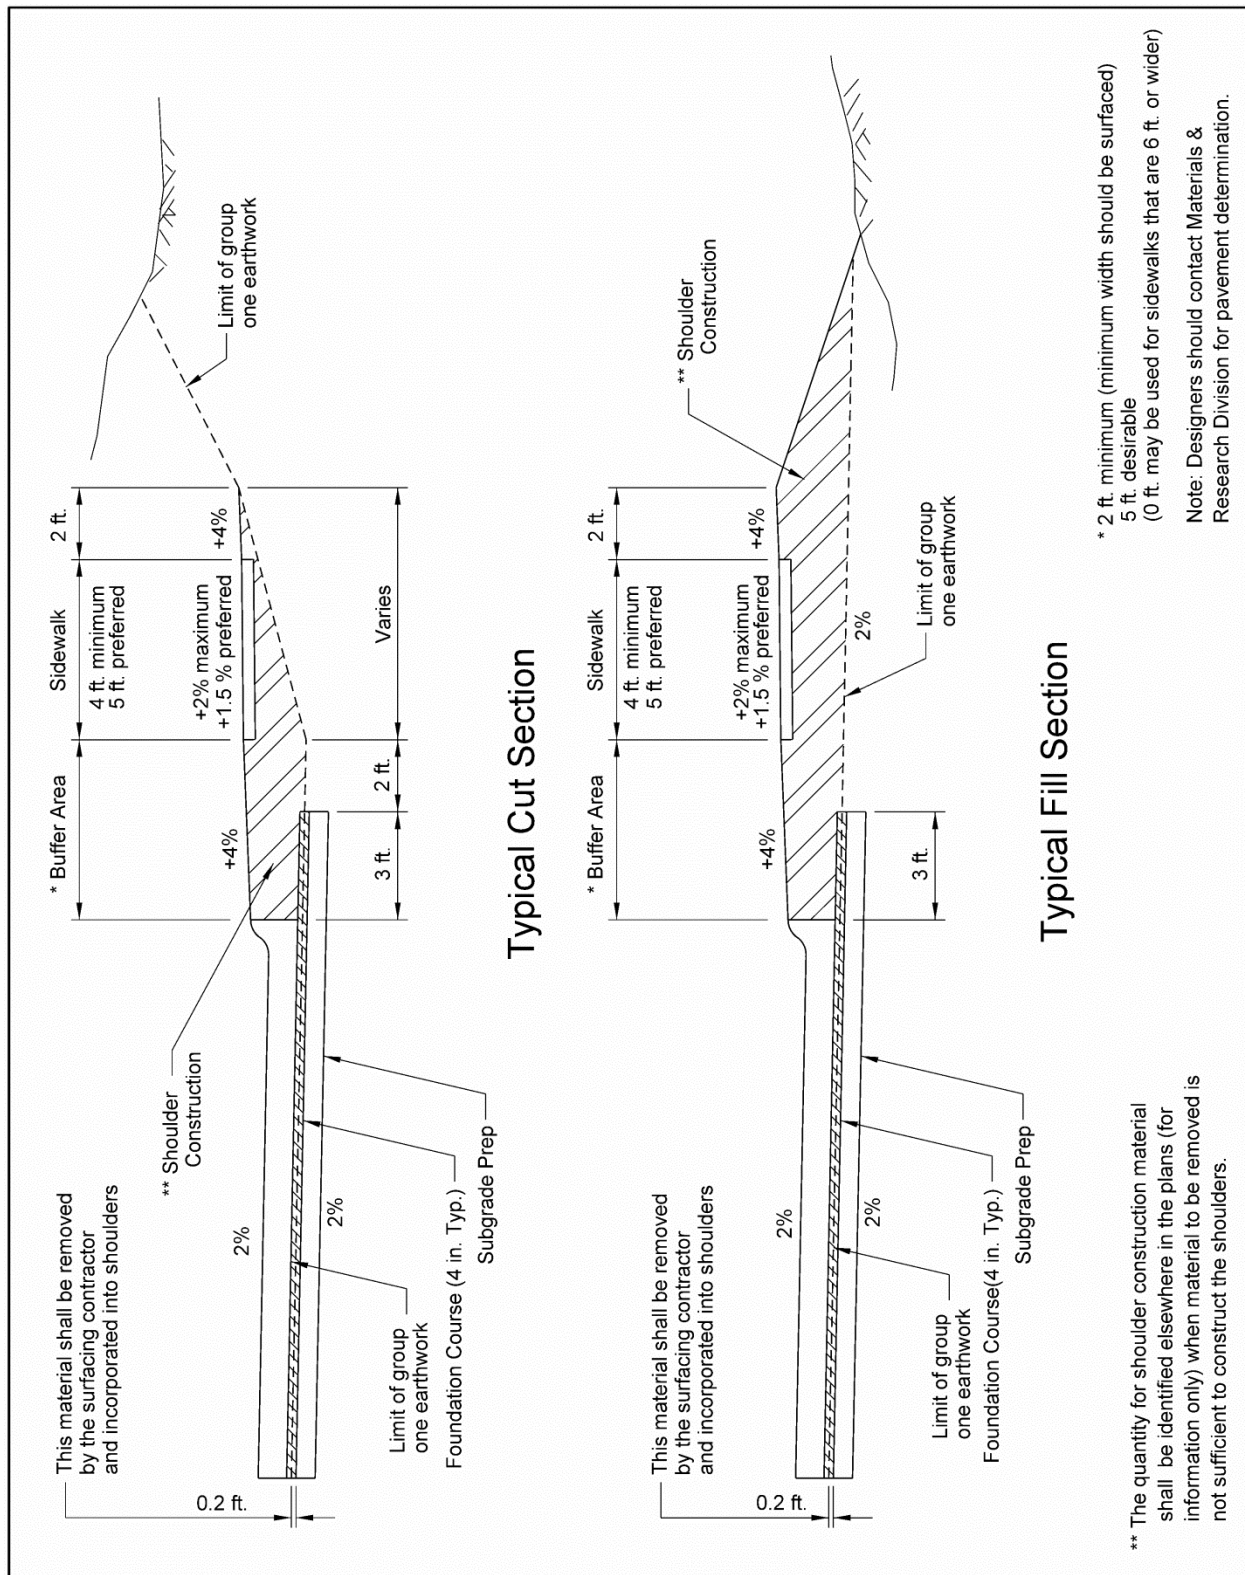 This material shall be removed
by the surfacing contractor
and incorporated into shoulders
** Shoulder
Construction
* Buffer Area
Sidewalk
4 ft. minimum
5 ft. preferred
2 ft.
+4%
+2% maximum
+1.5 % preferred
+4%
Limit of group
one earthwork
0.2 ft.
2%
2%
3 ft.
2 ft.
Varies
Limit of group
one earthwork
Foundation Course (4 in. Typ.)
Subgrade Prep
Typical Cut Section
This material shall be removed
by the surfacing contractor
and incorporated into shoulders
* Buffer Area
Sidewalk
4 ft. minimum
5 ft. preferred
2 ft.
+4%
+2% maximum
+1.5 % preferred
+4%
** Shoulder
Construction
0.2 ft.
2%
2%
3 ft.
2%
Limit of group
one earthwork
Limit of group
one earthwork
Foundation Course(4 in. Typ.)
Subgrade Prep
Typical Fill Section
** The quantity for shoulder construction material
shall be identified elsewhere in the plans (for
information only) when material to be removed is
not sufficient to construct the shoulders.
* 2 ft. minimum (minimum width should be surfaced)
5 ft. desirable
(0 ft. may be used for sidewalks that are 6 ft. or wider)
Note: Designers should contact Materials &
Research Division for pavement determination.